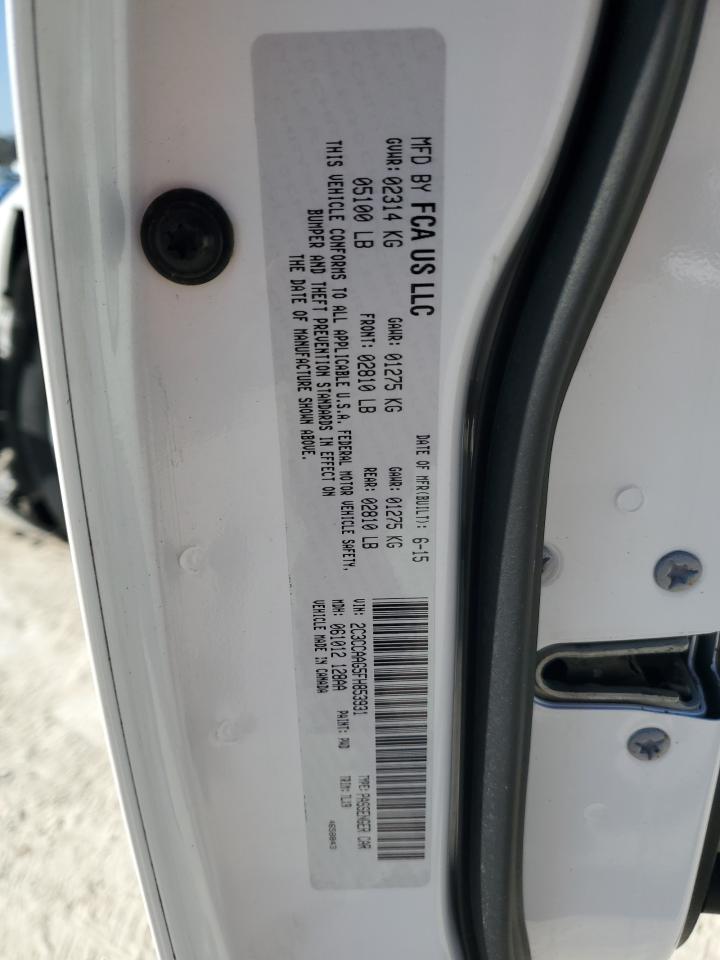 MFD BY FCA US LLC
DATE OF MFR(BUILT): 6-15
GVWR: 02314 KG GAWR: 01275 KG GAWR: 01275 KG
05100 LB FRONT: 02810 LB REAR: 02810 LB
THIS VEHICLE CONFORMS TO ALL APPLICABLE U.S.A. FEDERAL MOTOR VEHICLE SAFETY,
BUMPER AND THEFT PREVENTION STANDARDS IN EFFECT ON
THE DATE OF MANUFACTURE SHOWN ABOVE.
VIN: 2C3CCAAG5FH853931 TYPE: PASSENGER CAR
MDH: 061012 128AA PAINT: PW7 TRIM: 1LJ9
VEHICLE MADE IN CANADA 4658843